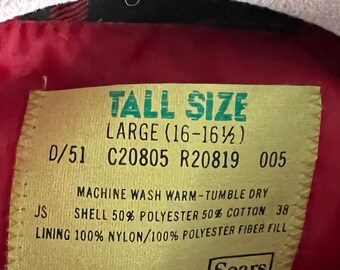 TALL SIZE
LARGE (16-16½)
D/51 C20805 R20819 005
MACHINE WASH WARM-TUMBLE DRY
JS SHELL 50% POLYESTER 50% COTTON 38
LINING 100% NYLON/100% POLYESTER FIBER FILL
Sears